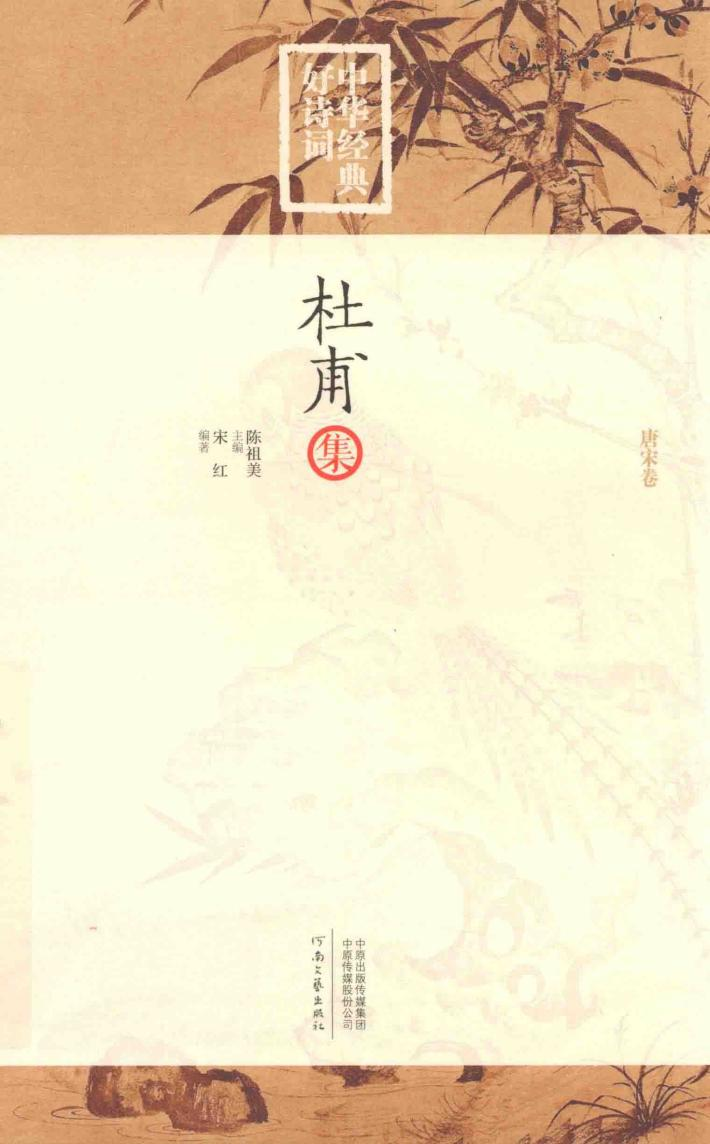 中华经典
好诗词
杜甫
集
陈祖美
主编
宋红
编著
唐宋卷
中原出版传媒集团
中原传媒股份公司
河南文艺出版社